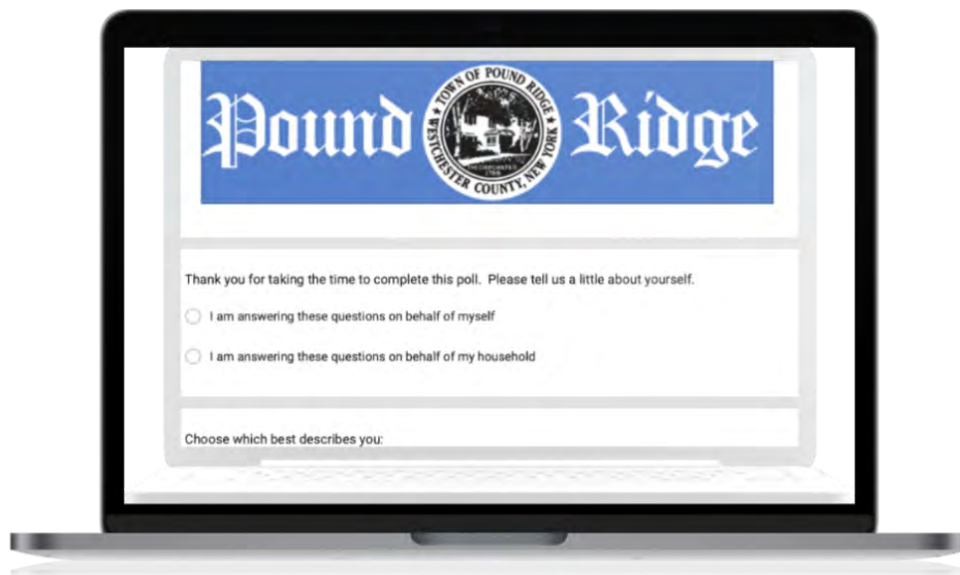 Pound Ridge
TOWN OF POUND RIDGE
WESTCHESTER COUNTY, NEW YORK
INCORPORATED
1788
Thank you for taking the time to complete this poll. Please tell us a little about yourself.
I am answering these questions on behalf of myself
I am answering these questions on behalf of my household
Choose which best describes you: